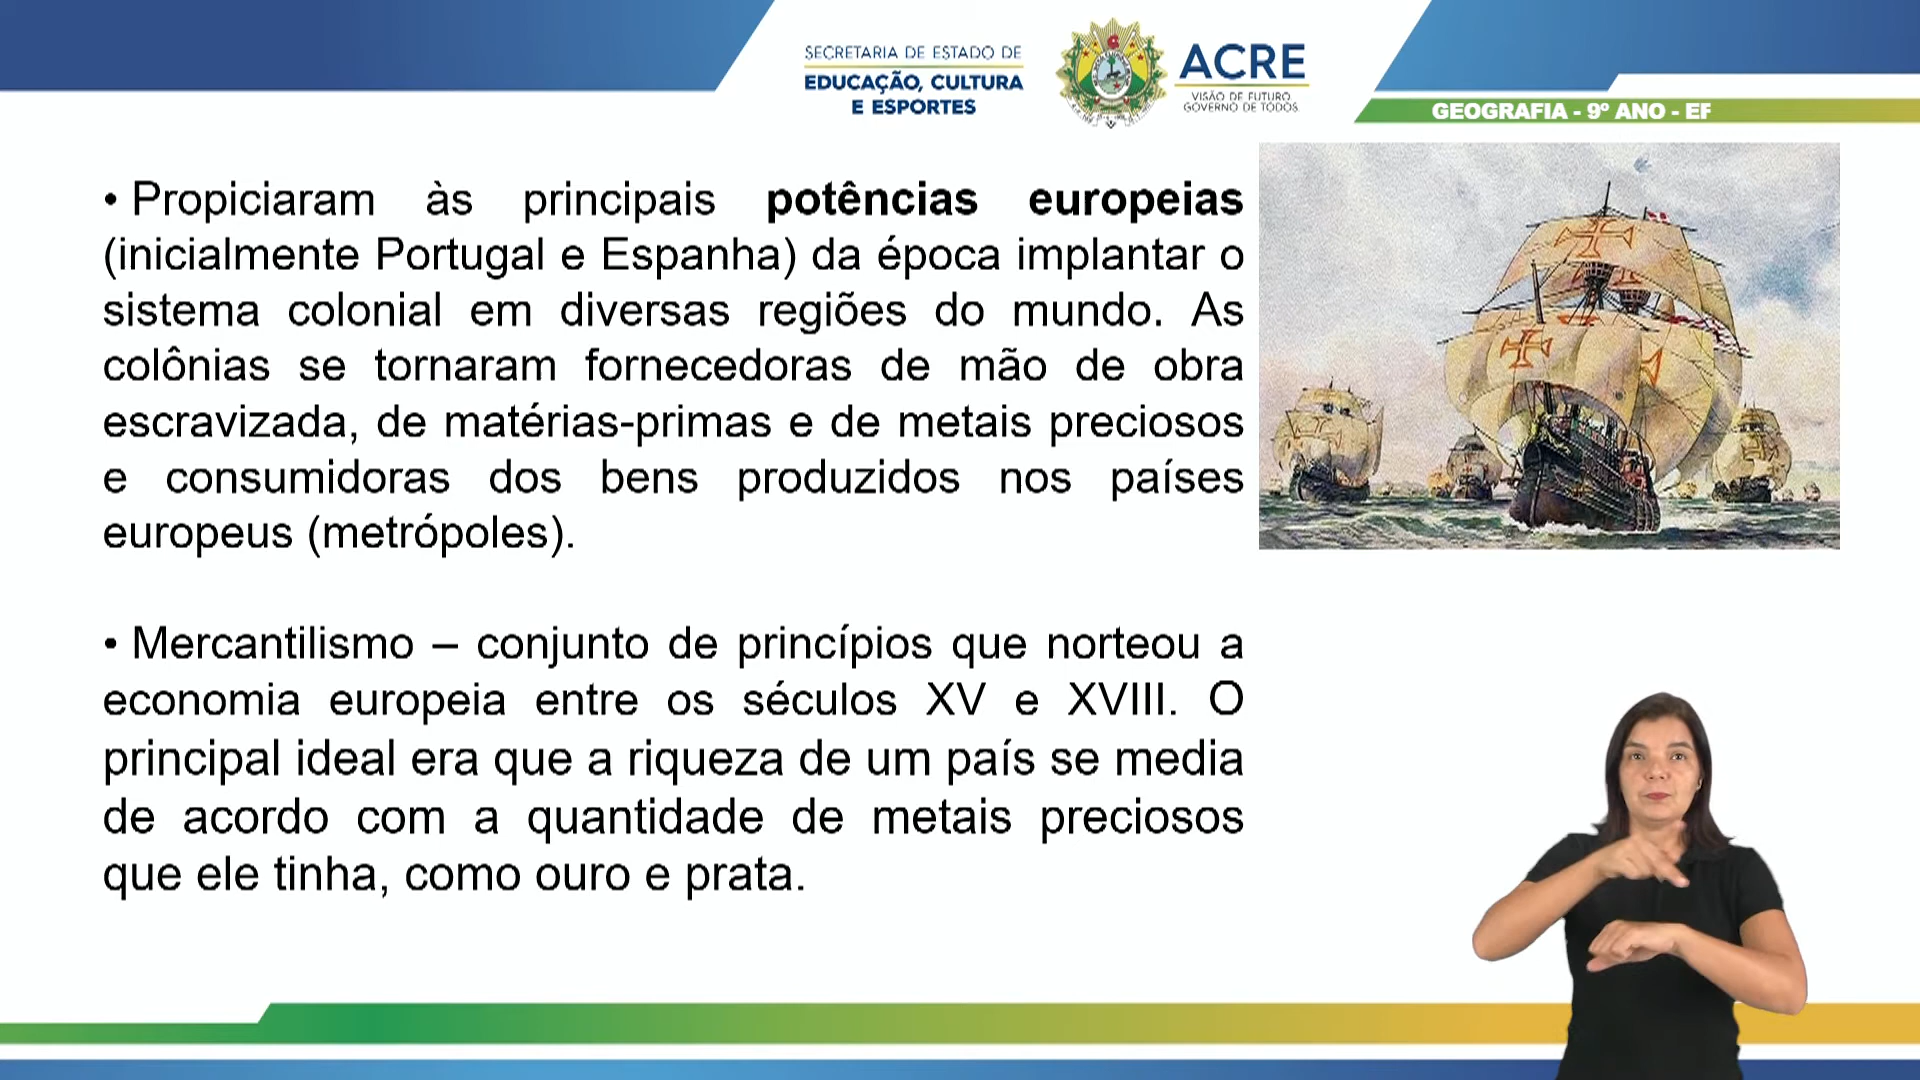 SECRETARIA DE ESTADO DE
EDUCAÇÃO, CULTURA
E ESPORTES
ACRE
VISÃO DE FUTURO.
GOVERNO DE TODOS.
GEOGRAFIA - 9º ANO - EF
• Propiciaram às principais potências europeias
(inicialmente Portugal e Espanha) da época implantar o
sistema colonial em diversas regiões do mundo. As
colônias se tornaram fornecedoras de mão de obra
escravizada, de matérias-primas e de metais preciosos
e consumidoras dos bens produzidos nos países
europeus (metrópoles).
• Mercantilismo – conjunto de princípios que norteou a
economia europeia entre os séculos XV e XVIII. O
principal ideal era que a riqueza de um país se media
de acordo com a quantidade de metais preciosos
que ele tinha, como ouro e prata.